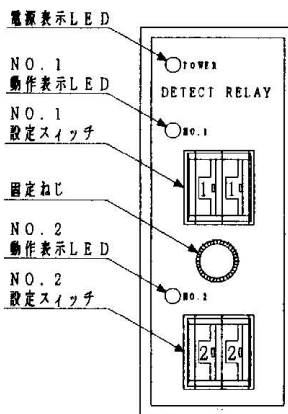 電源表示LED
POWER
NO.1
動作表示LED
DETECT RELAY
NO.1
NO.1
設定スイッチ
1 1
固定ねじ
NO.2
動作表示LED
NO.2
NO.2
設定スイッチ
2 2